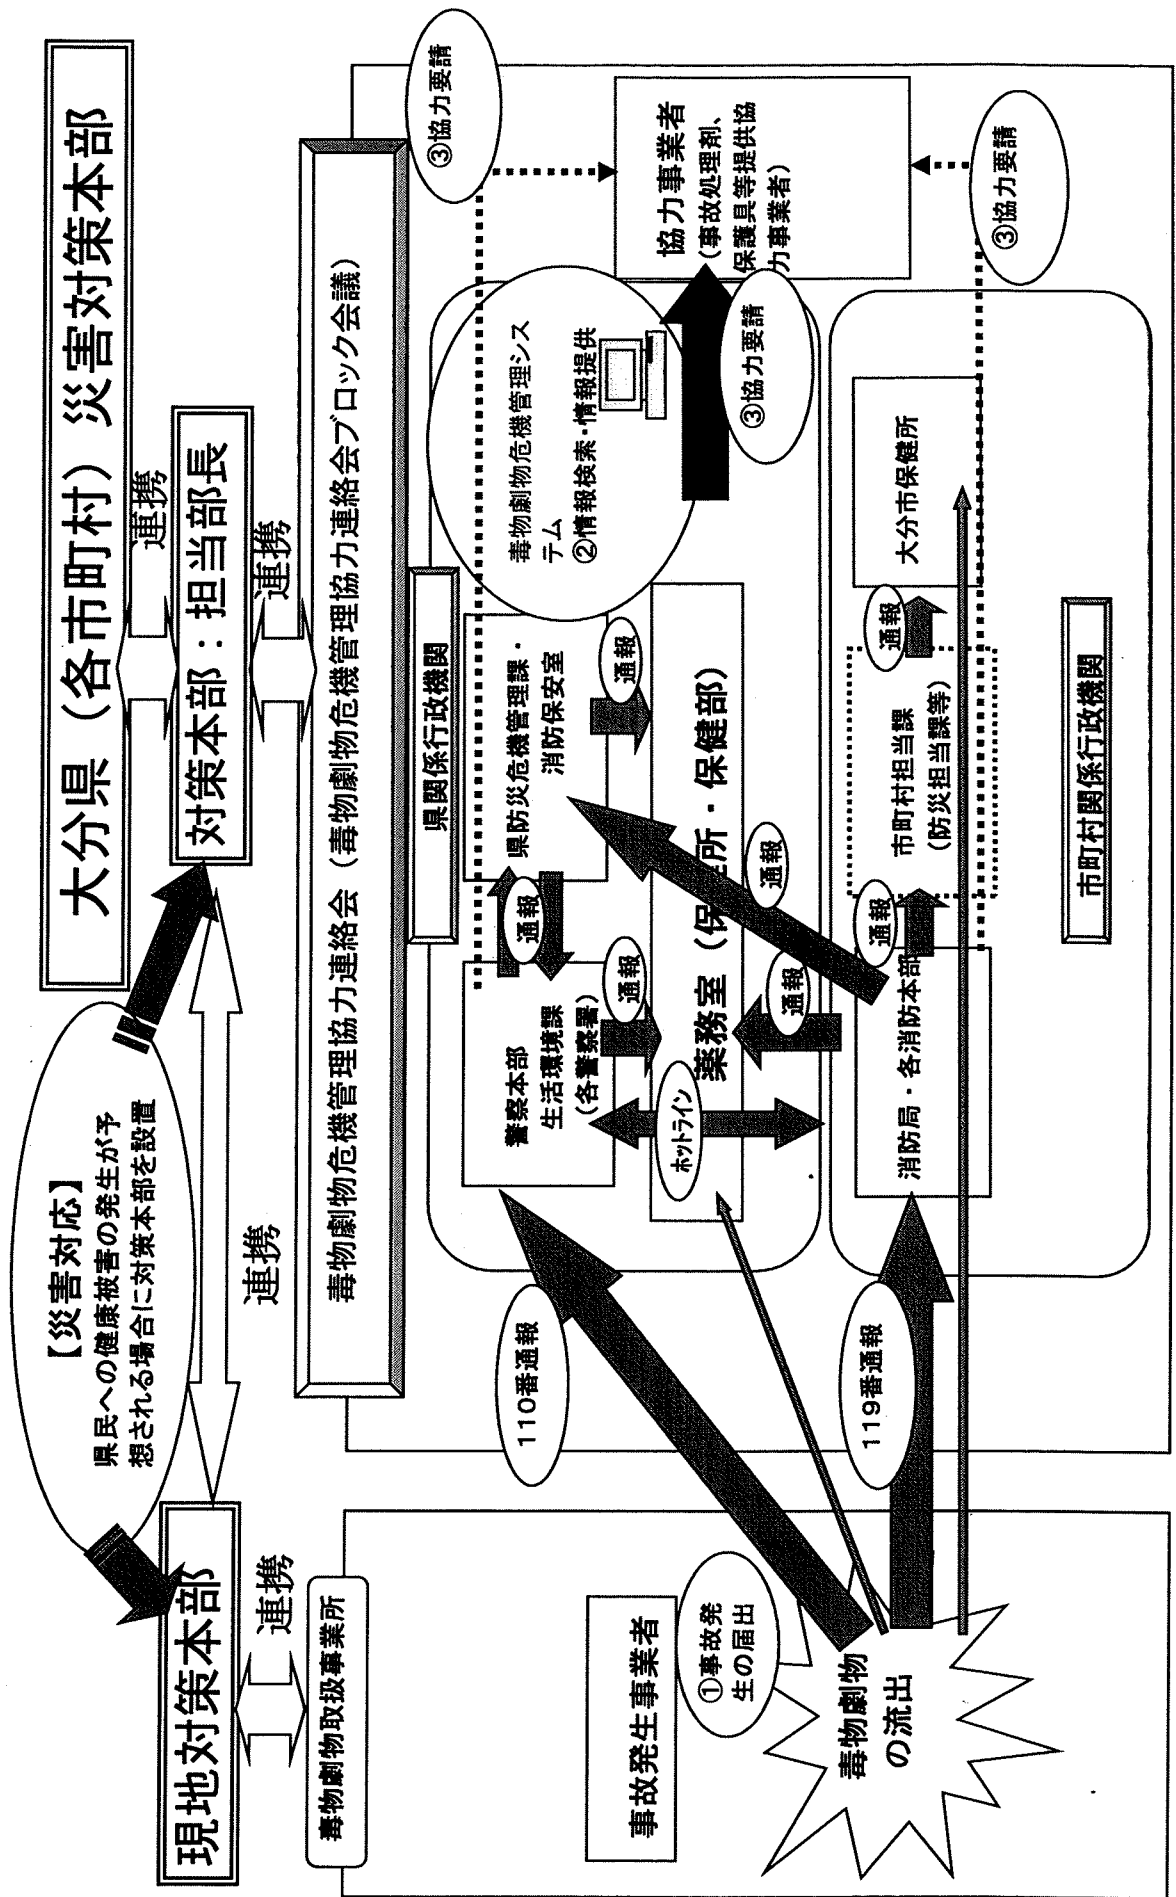 大分県（各市町村）災害対策本部
連携
対策本部：担当部長
連携
【災害対応】
県民への健康被害の発生が予
想される場合に対策本部を設置
連携
現地対策本部
連携
毒物劇物取扱事業所
毒物劇物危機管理協力連絡会（毒物劇物危機管理協力連絡会ブロック会議）
事故発生事業者
①事故発
生の届出
毒物劇物
の流出
110番通報
119番通報
県関係行政機関
警察本部
生活環境課
（各警察署）
通報
県防災危機管理課・
消防保安室
通報
通報
毒物劇物危機管理シス
テム
②情報検索・情報提供
ホットライン
薬務室（保健所・保健部）
通報
通報
③協力要請
③協力要請
協力事業者
（事故処理剤、
保護具等提供協
力事業者）
③協力要請
消防局・各消防本部
通報
市町村担当課
（防災担当課等）
通報
大分市保健所
市町村関係行政機関